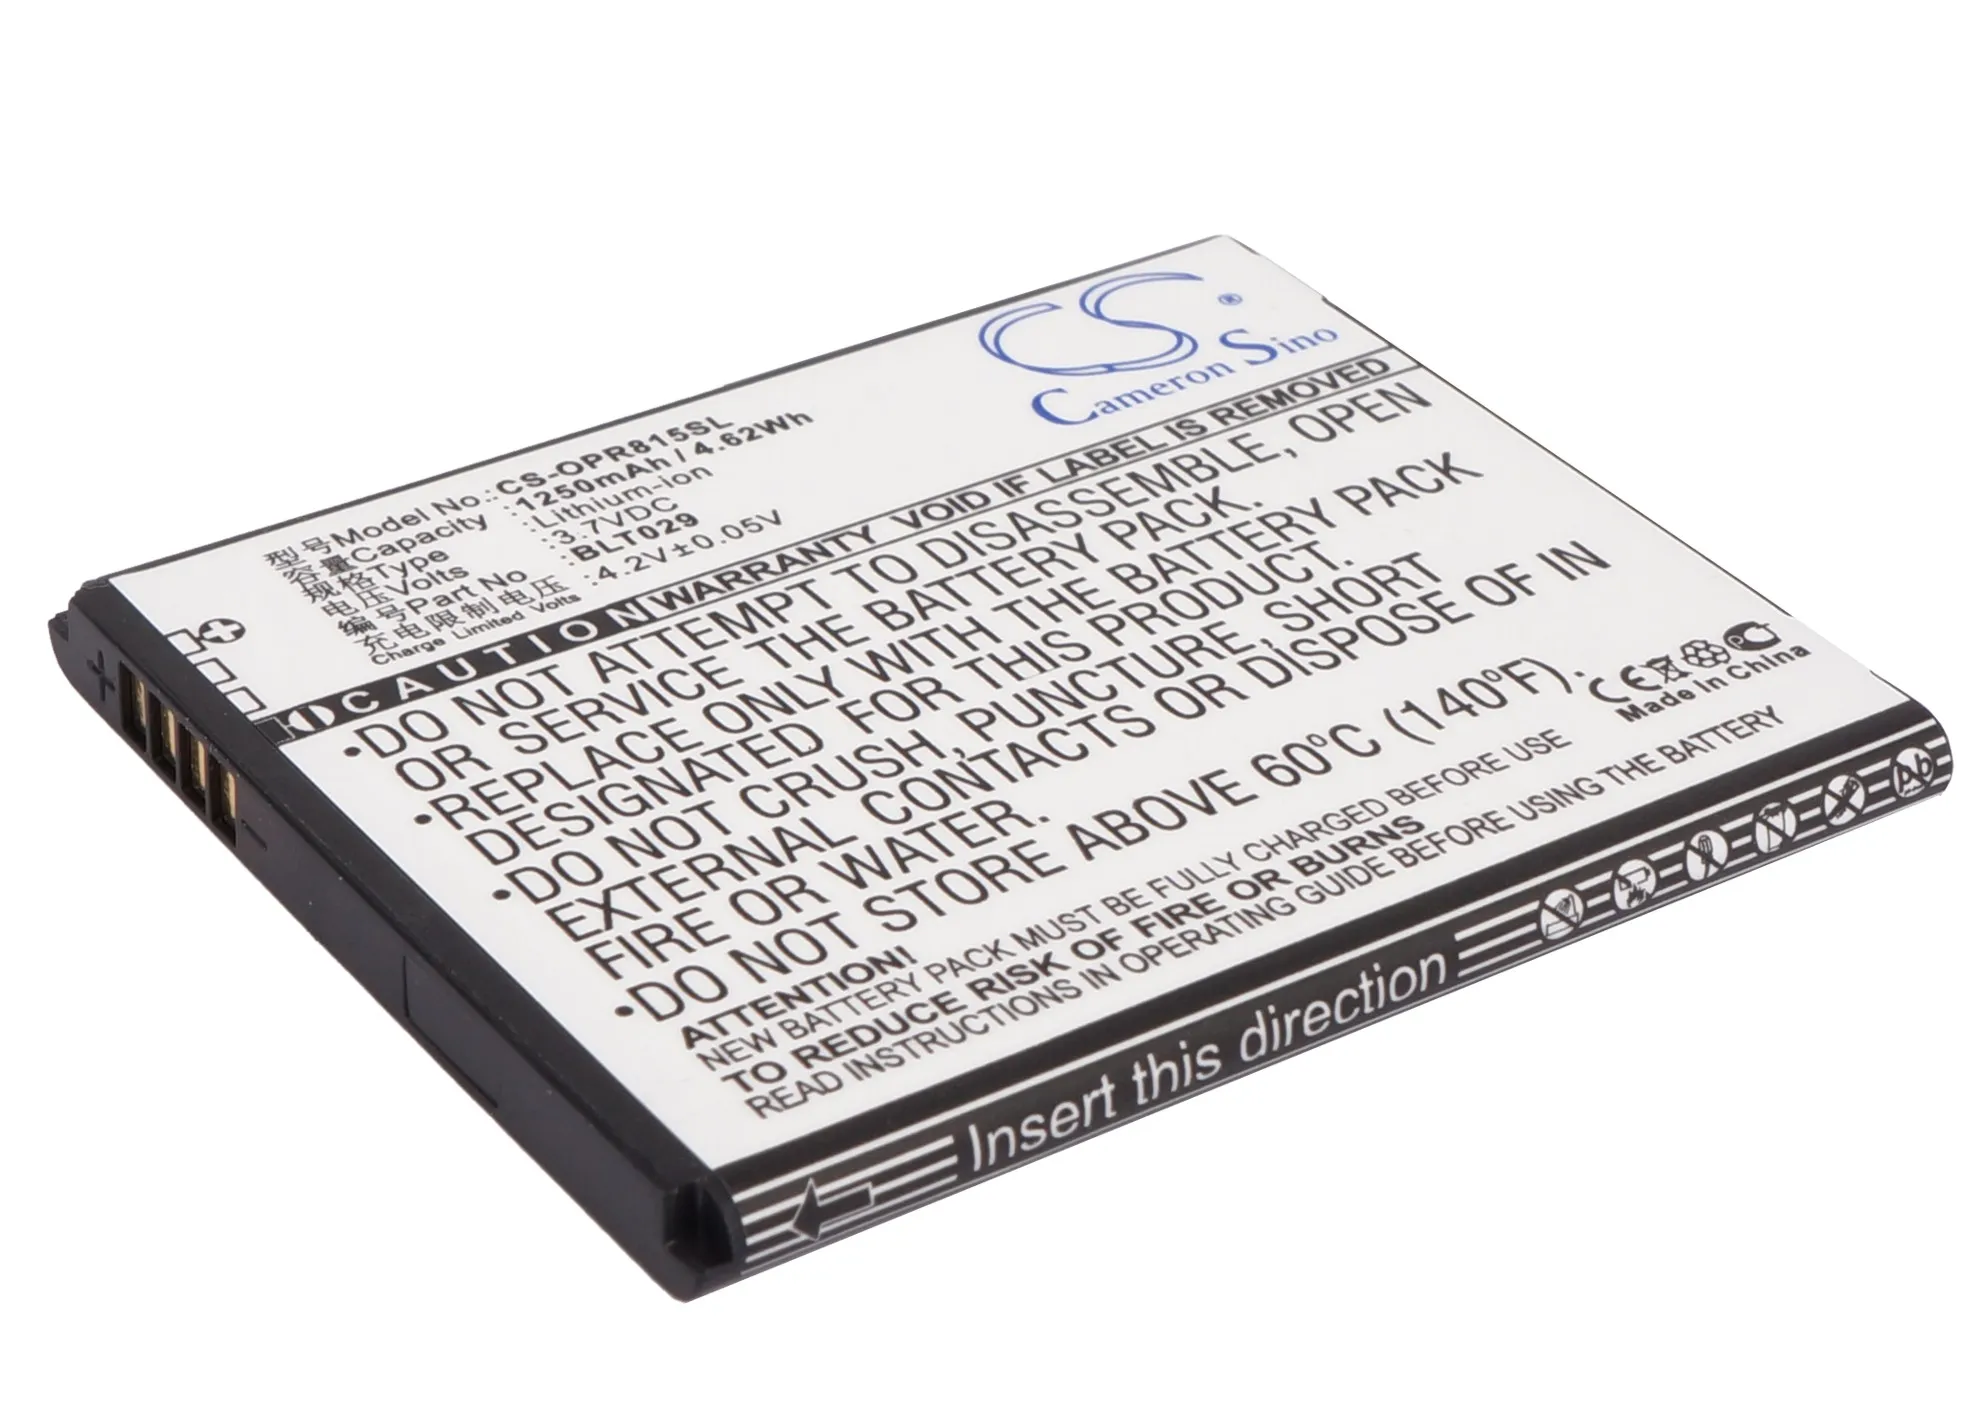 CS®
Cameron Sino
型号Model No.: CS-OPR815SL
容量Capacity :1250mAh / 4.62Wh
规格Type :Lithium-ion
电压Volts :3.7VDC
编号Part No :BLT029
充电限制电压:4.2V±0.05V
Charge Limited Volts
CAUTION WARRANTY VOID IF LABEL IS REMOVED
•DO NOT ATTEMPT TO DISASSEMBLE, OPEN
OR SERVICE THE BATTERY PACK.
•REPLACE ONLY WITH THE BATTERY PACK
DESIGNATED FOR THIS PRODUCT.
•DO NOT CRUSH, PUNCTURE, SHORT
EXTERNAL CONTACTS OR DISPOSE OF IN
FIRE OR WATER.
•DO NOT STORE ABOVE 60°C (140°F).
ATTENTION!
NEW BATTERY PACK MUST BE FULLY CHARGED BEFORE USE
TO REDUCE RISK OF FIRE OR BURNS
READ INSTRUCTIONS IN OPERATING GUIDE BEFORE USING THE BATTERY
CE PCT
Made in China
+
−
Insert this direction
pb